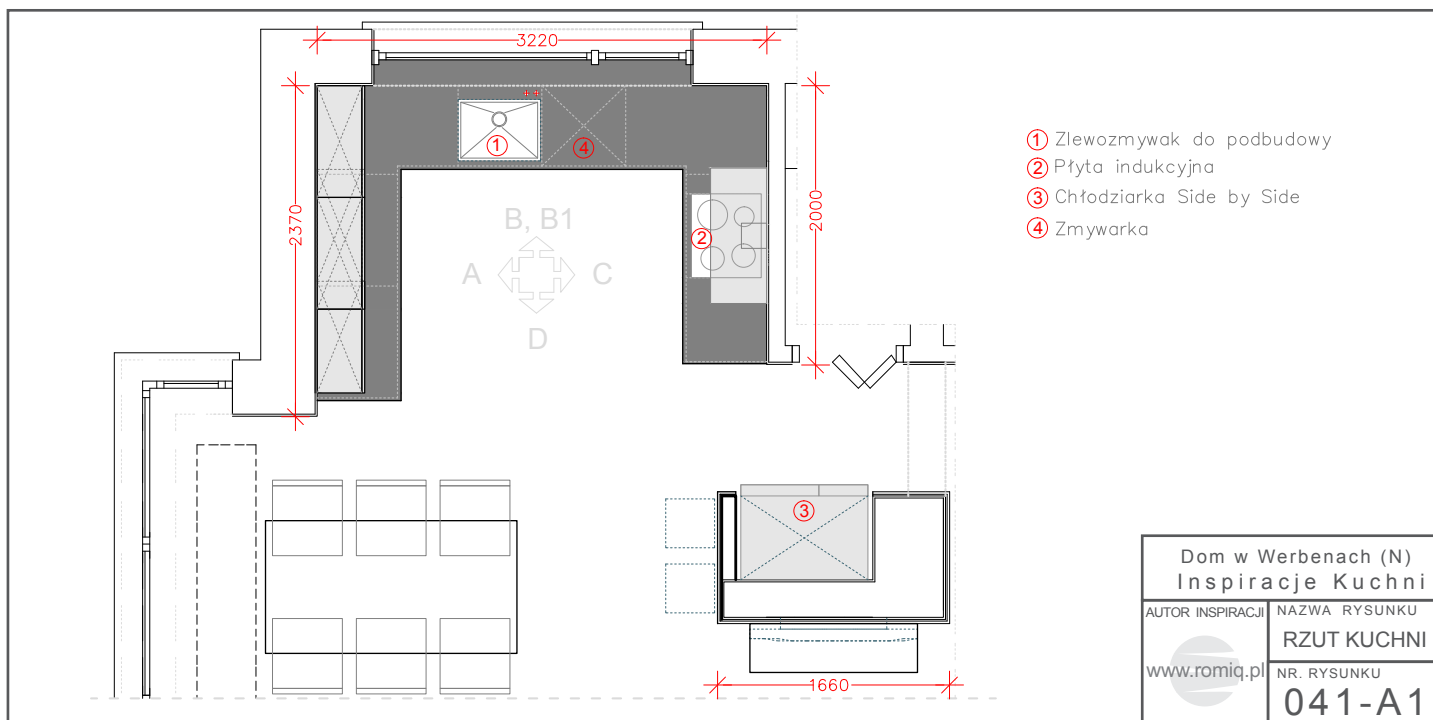 3220
2370
2000
B, B1
A
C
D
1
4
2
3
1660
1 Zlewozmywak do podbudowy
2 Płyta indukcyjna
3 Chłodziarka Side by Side
4 Zmywarka
Dom w Werbenach (N)
Inspiracje Kuchni
AUTOR INSPIRACJI
www.romiq.pl
NAZWA RYSUNKU
RZUT KUCHNI
NR. RYSUNKU
041-A1